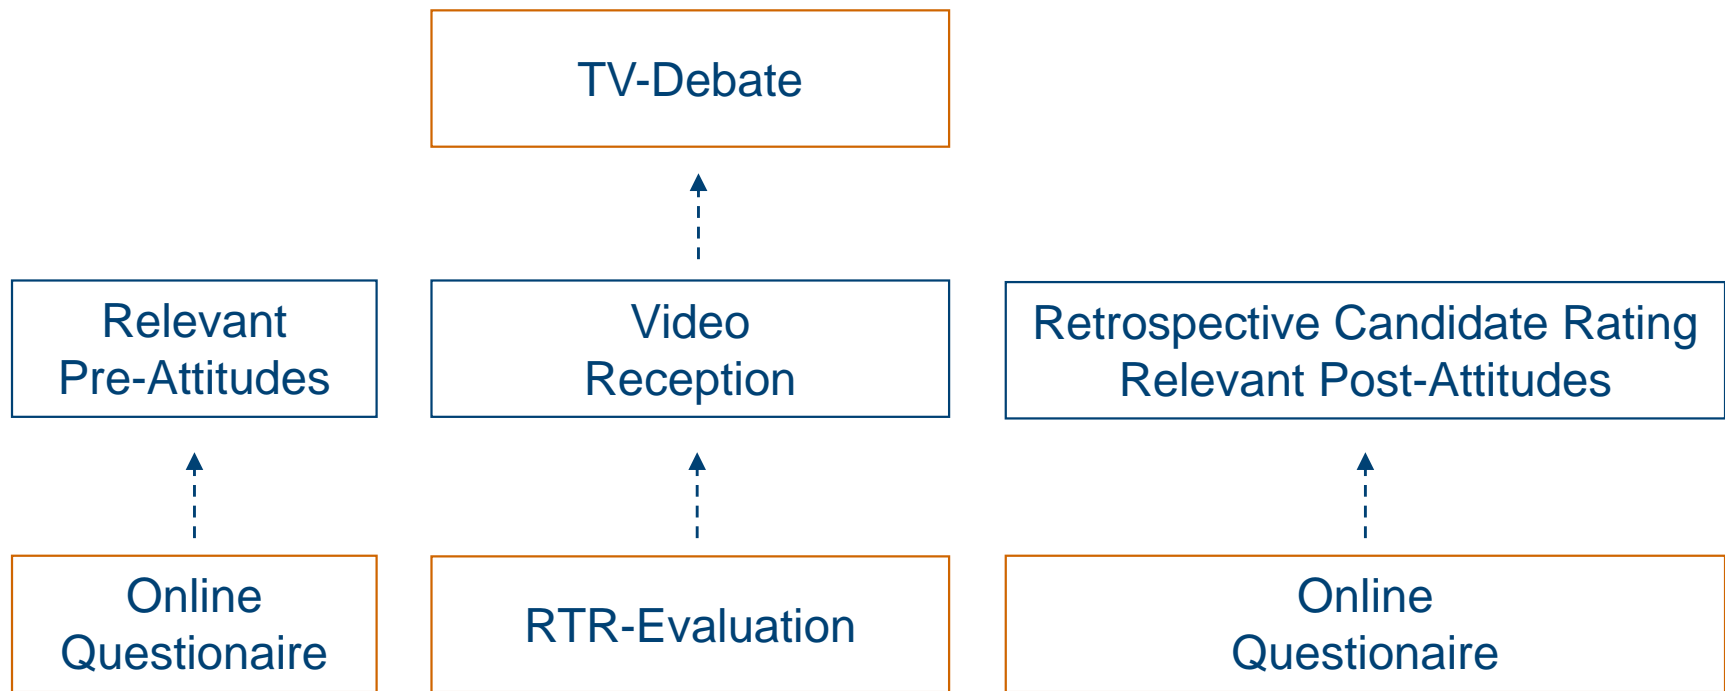 TV-Debate
Relevant
Pre-Attitudes
Video
Reception
Retrospective Candidate Rating
Relevant Post-Attitudes
Online
Questionaire
RTR-Evaluation
Online
Questionaire